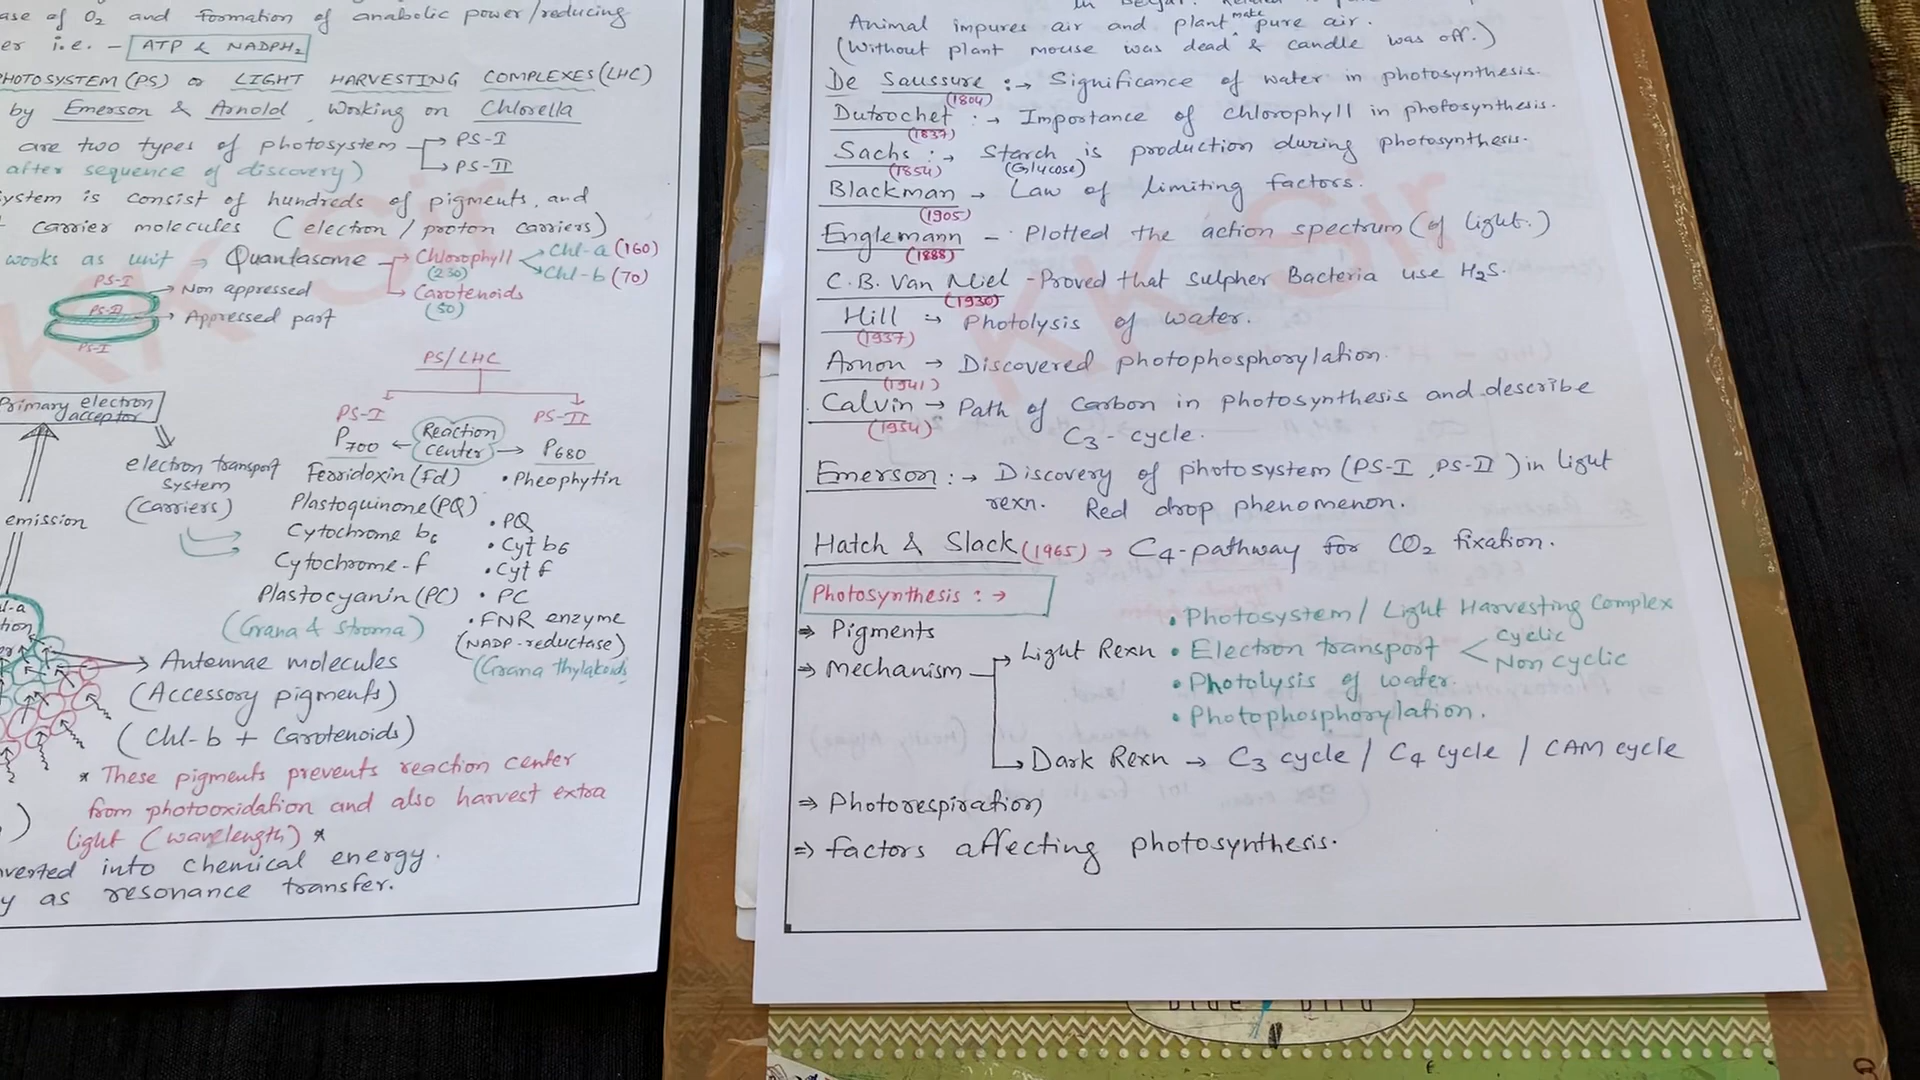 ase of O2 and formation of anabolic power/reducing
er i.e. - ATP & NADPH2
PHOTOSYSTEM (PS) or LIGHT HARVESTING COMPLEXES (LHC)
by Emerson & Arnold, Working on Chlorella
are two types of photosystem → PS-I
→ PS-II
after sequence of discovery)
system is consist of hundreds of pigments, and
carrier molecules (electron / proton carriers)
works as unit → Quantasome → Chlorophyll (230) → Chl-a (160)
→ Chl-b (70)
→ Carotenoids (50)
PS-I
→ Non appressed
PS-II
→ Appressed part
PS-I
PS/LHC
PS-I PS-II
Primary electron acceptor
P700 ← Reaction center → P680
electron transport system (carriers)
emission
Ferridoxin (fd)
Plastoquinone (PQ)
Cytochrome b6
Cytochrome-f
Plastocyanin (PC)
(Grana & Stroma)
• Pheophytin
• PQ
• Cyt b6
• Cyt f
• PC
• FNR enzyme
(NADP-reductase)
(Grana thylakoids
→ Antennae molecules
(Accessory pigments)
(Chl-b + Carotenoids)
* These pigments prevents reaction center
from photooxidation and also harvest extra
light (wavelength) *
verted into chemical energy.
y as resonance transfer.
KK Sir
Animal impures air and plant make pure air.
(Without plant mouse was dead & candle was off.)
De Saussure :→ Significance of water in photosynthesis.
(1804)
Dutrochet :→ Importance of chlorophyll in photosynthesis.
(1837)
Sachs :→ Starch is production during photosynthesis.
(1854) (Glucose)
Blackman → Law of limiting factors.
(1905)
Englemann - Plotted the action spectrum (of light.)
(1888)
C.B. Van Niel - Proved that sulpher Bacteria use H2S.
(1930)
Hill :→ Photolysis of water.
(1937)
Arnon → Discovered photophosphorylation.
(1941)
Calvin → Path of Carbon in photosynthesis and describe
(1954) C3-cycle.
Emerson :→ Discovery of photosystem (PS-I, PS-II) in light
rexn. Red drop phenomenon.
Hatch & Slack (1965) → C4-pathway for CO2 fixation.
Photosynthesis :→
⇒ Pigments
⇒ Mechanism → Light Rexn
• Photosystem / Light Harvesting Complex
• Electron transport < Cyclic
Non cyclic
• Photolysis of water.
• Photophosphorylation.
→ Dark Rexn → C3 cycle / C4 cycle / CAM cycle
⇒ Photorespiration
⇒ factors affecting photosynthesis.
KK Sir